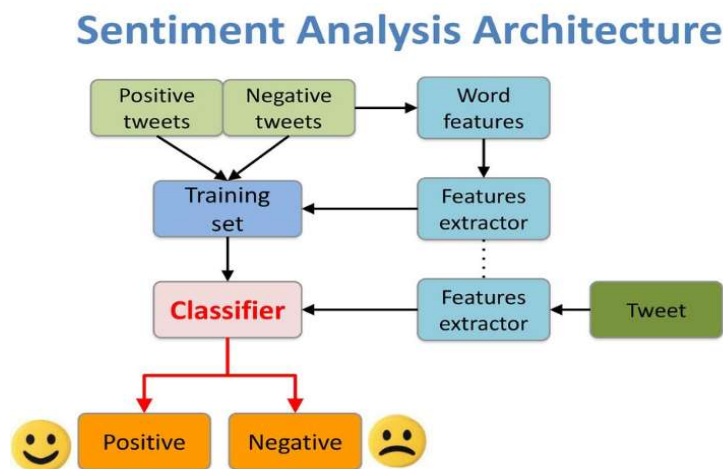 Sentiment Analysis Architecture
Positive
tweets
Negative
tweets
Word
features
Training
set
Features
extractor
Classifier
Features
extractor
Tweet
Positive
Negative